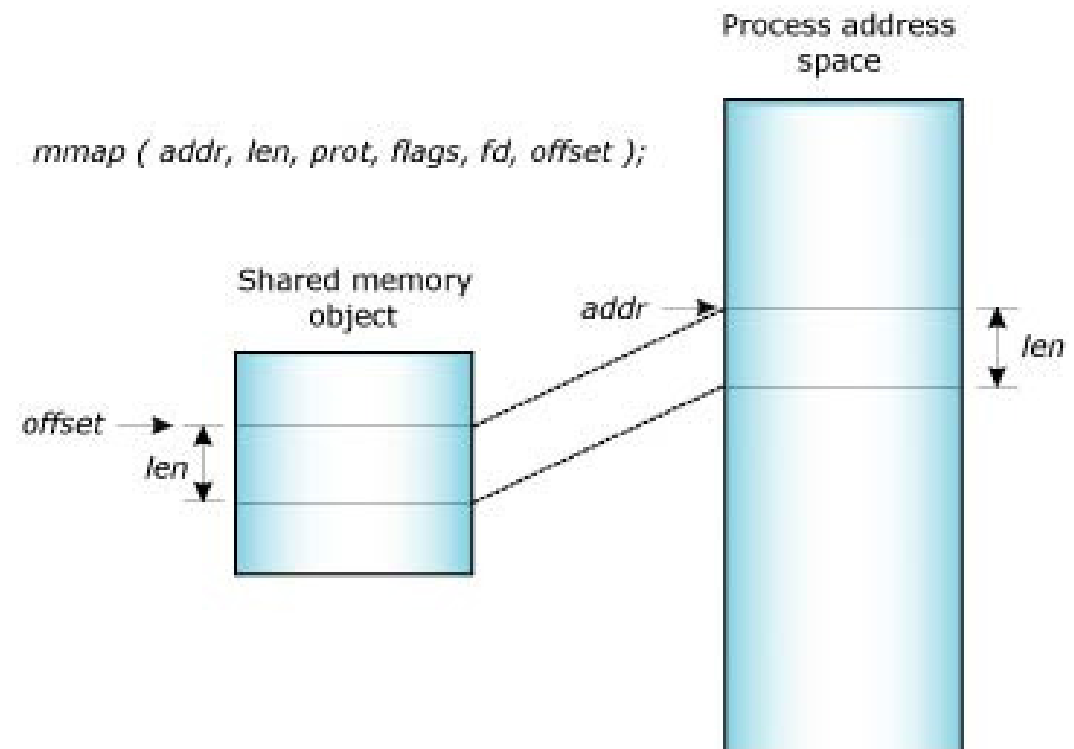 Process address
space
mmap ( addr, len, prot, flags, fd, offset );
Shared memory
object
addr
len
offset
len